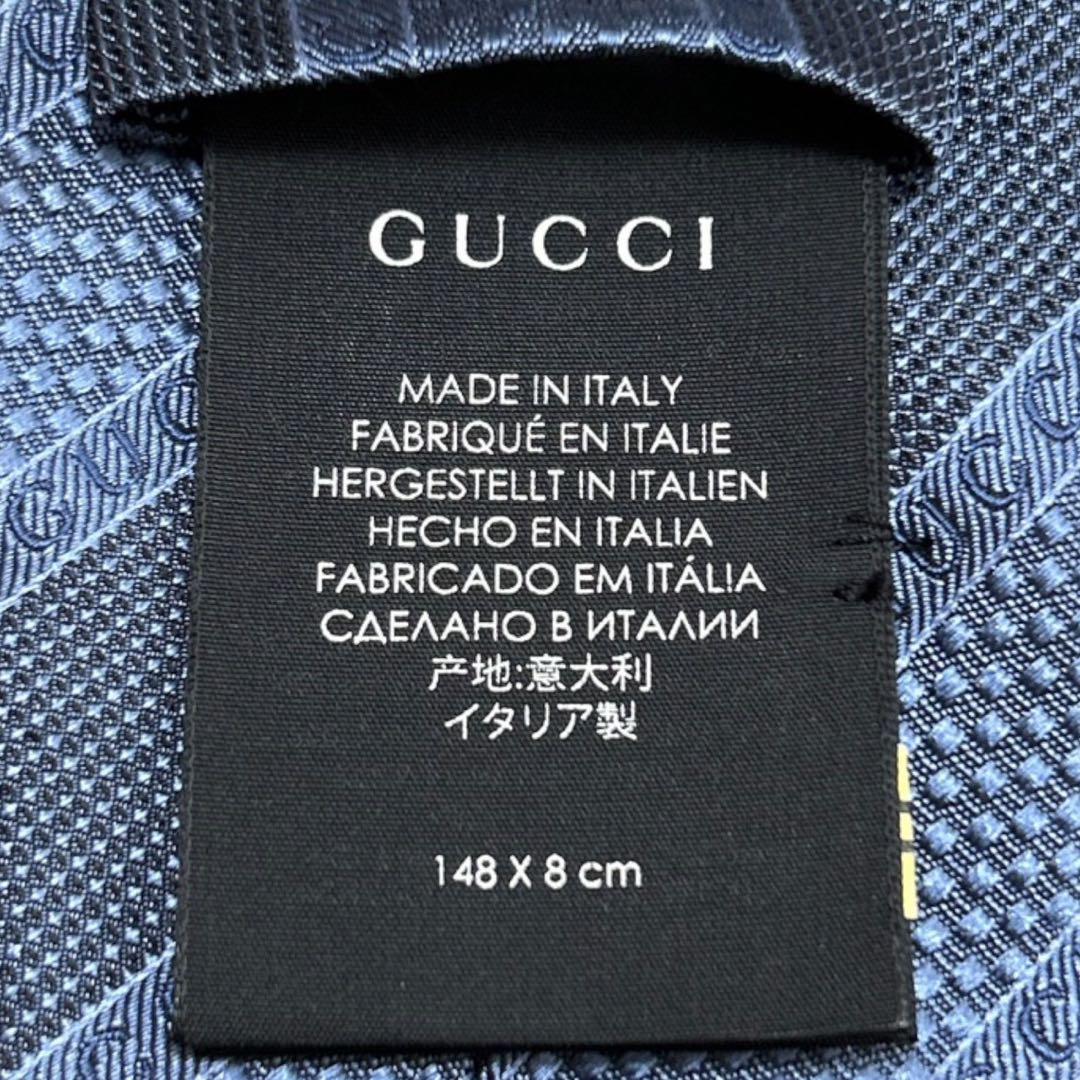 GUCCI
MADE IN ITALY
FABRIQUÉ EN ITALIE
HERGESTELLT IN ITALIEN
HECHO EN ITALIA
FABRICADO EM ITÁLIA
СДЕЛАНО В ИТАЛИИ
产地:意大利
イタリア製
148 X 8 cm